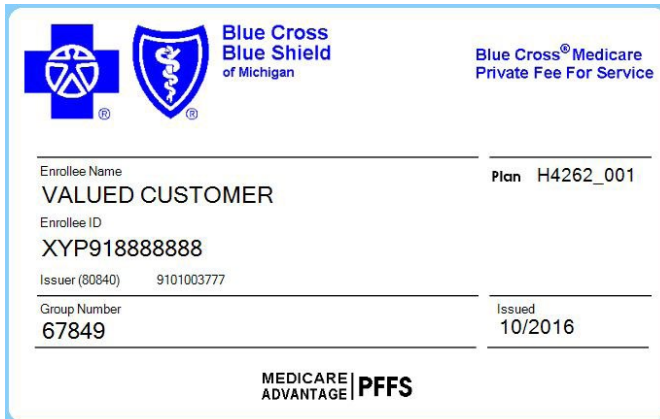 Blue Cross
Blue Shield
of Michigan
Blue Cross® Medicare
Private Fee For Service
®
®
Enrollee Name
VALUED CUSTOMER
Plan H4262_001
Enrollee ID
XYP918888888
Issuer (80840) 9101003777
Group Number
67849
Issued
10/2016
MEDICARE
ADVANTAGE
PFFS